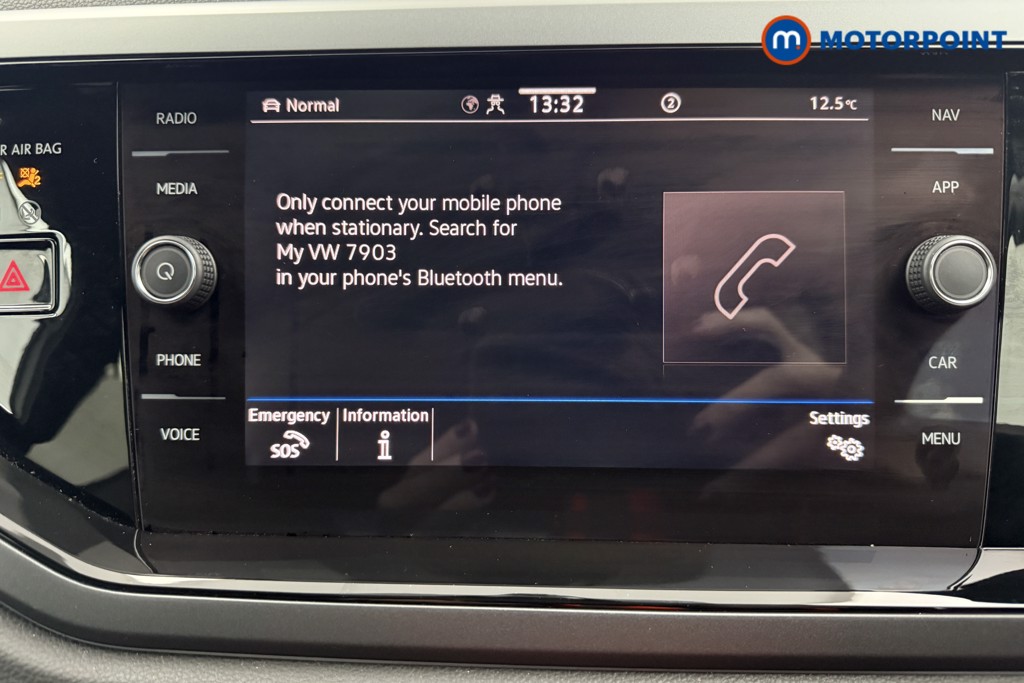 m MOTORPOINT
RADIO
MEDIA
PHONE
VOICE
R AIR BAG
Normal
13:32
2
12.5°C
Only connect your mobile phone
when stationary. Search for
My VW 7903
in your phone's Bluetooth menu.
Emergency
SOS
Information
i
Settings
NAV
APP
CAR
MENU